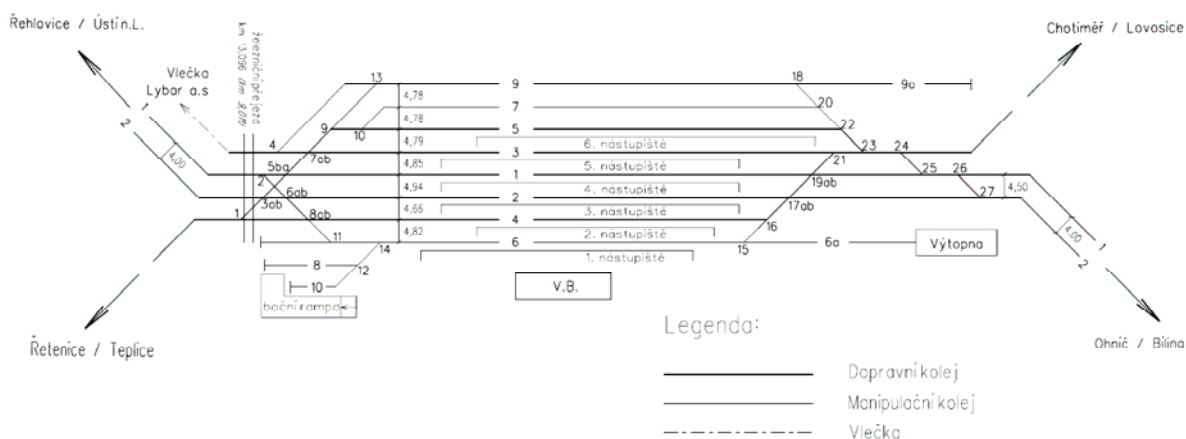 Řehlovice / Ústí n.L.
Chotiměř / Lovosice
Vlečka
Lybar a.s
železniční přejezd
1
2
4,00
13
4,78
9
18
9a
7
20
4,78
9
10
5
22
4
7ab
4,79
6. nástupiště
3
21
23
24
5ba
4,85
5. nástupiště
1
19ab
25
26
2
6ab
4,94
4. nástupiště
27
4,50
3ab
2
17ab
1
8ab
4,66
3. nástupiště
4
16
4,82
2. nástupiště
11
14
6
15
6a
Výtopna
1. nástupiště
8
12
10
boční rampa
V.B.
4,00
1
2
Řetenice / Teplice
Ohníč / Bílina
Legenda:
Dopravní kolej
Manipulační kolej
Vlečka